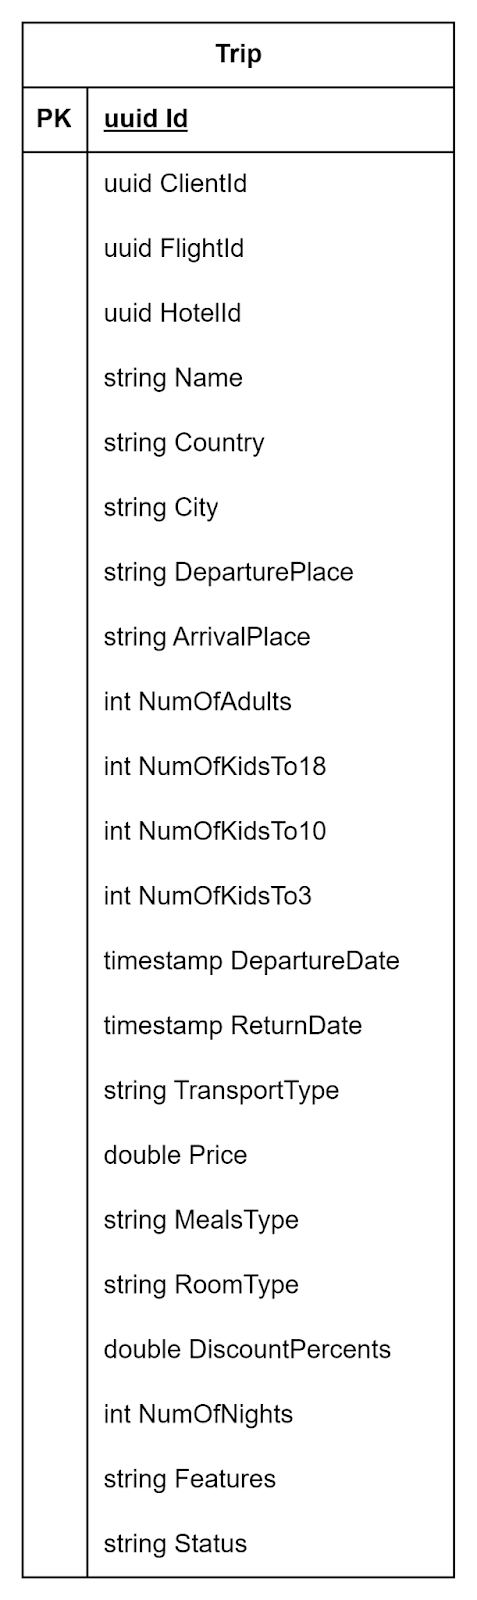 Trip
PK uuid Id
uuid ClientId
uuid FlightId
uuid HotelId
string Name
string Country
string City
string DeparturePlace
string ArrivalPlace
int NumOfAdults
int NumOfKidsTo18
int NumOfKidsTo10
int NumOfKidsTo3
timestamp DepartureDate
timestamp ReturnDate
string TransportType
double Price
string MealsType
string RoomType
double DiscountPercents
int NumOfNights
string Features
string Status